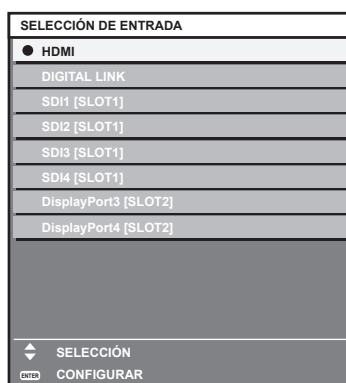 SELECCIÓN DE ENTRADA
HDMI
DIGITAL LINK
SDI1 [SLOT1]
SDI2 [SLOT1]
SDI3 [SLOT1]
SDI4 [SLOT1]
DisplayPort3 [SLOT2]
DisplayPort4 [SLOT2]
SELECCIÓN
ENTER CONFIGURAR